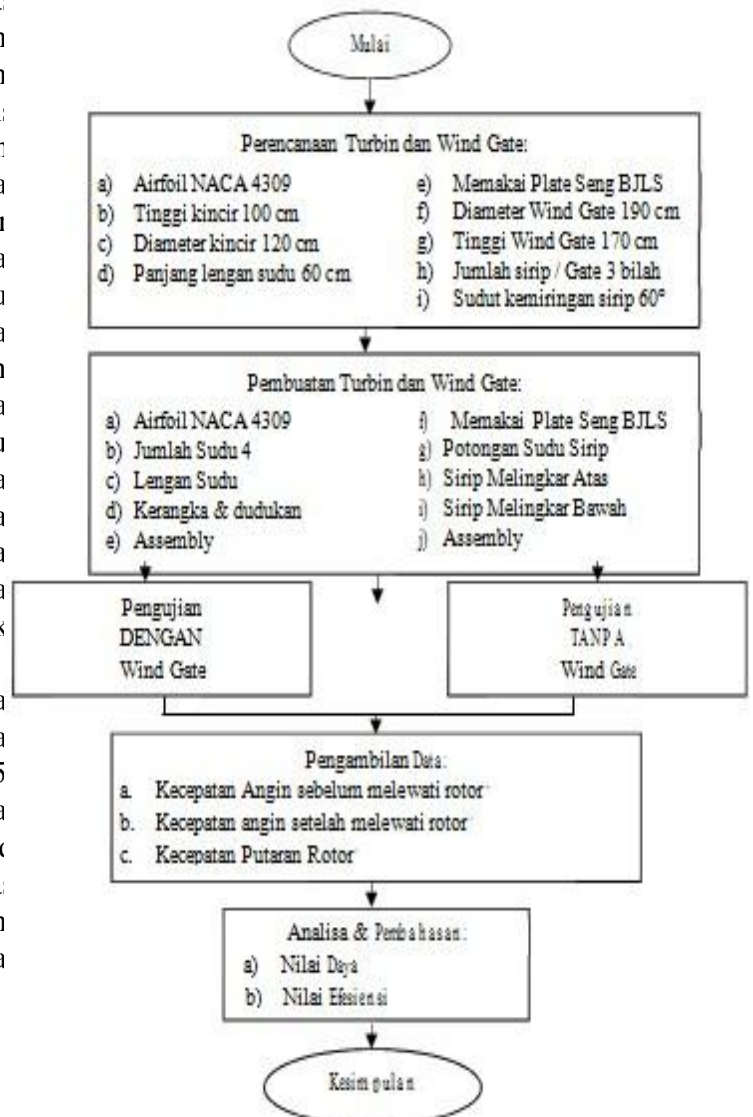 Mulai
Perencanaan Turbin dan Wind Gate:
a) Airfoil NACA 4309
b) Tinggi kincir 100 cm
c) Diameter kincir 120 cm
d) Panjang lengan sudu 60 cm
e) Memakai Plate Seng BJLS
f) Diameter Wind Gate 190 cm
g) Tinggi Wind Gate 170 cm
h) Jumlah sirip / Gate 3 bilah
i) Sudut kemiringan sirip 60°
Pembuatan Turbin dan Wind Gate:
a) Airfoil NACA 4309
b) Jumlah Sudu 4
c) Lengan Sudu
d) Kerangka & dudukan
e) Assembly
f) Memakai Plate Seng BJLS
g) Potongan Sudu Sirip
h) Sirip Melingkar Atas
i) Sirip Melingkar Bawah
j) Assembly
Pengujian
DENGAN
Wind Gate
Pengujian
TANPA
Wind Gate
Pengambilan Data:
a. Kecepatan Angin sebelum melewati rotor
b. Kecepatan angin setelah melewati rotor
c. Kecepatan Putaran Rotor
Analisa & Pembahasan:
a) Nilai Daya
b) Nilai Efesiensi
Kesimpulan